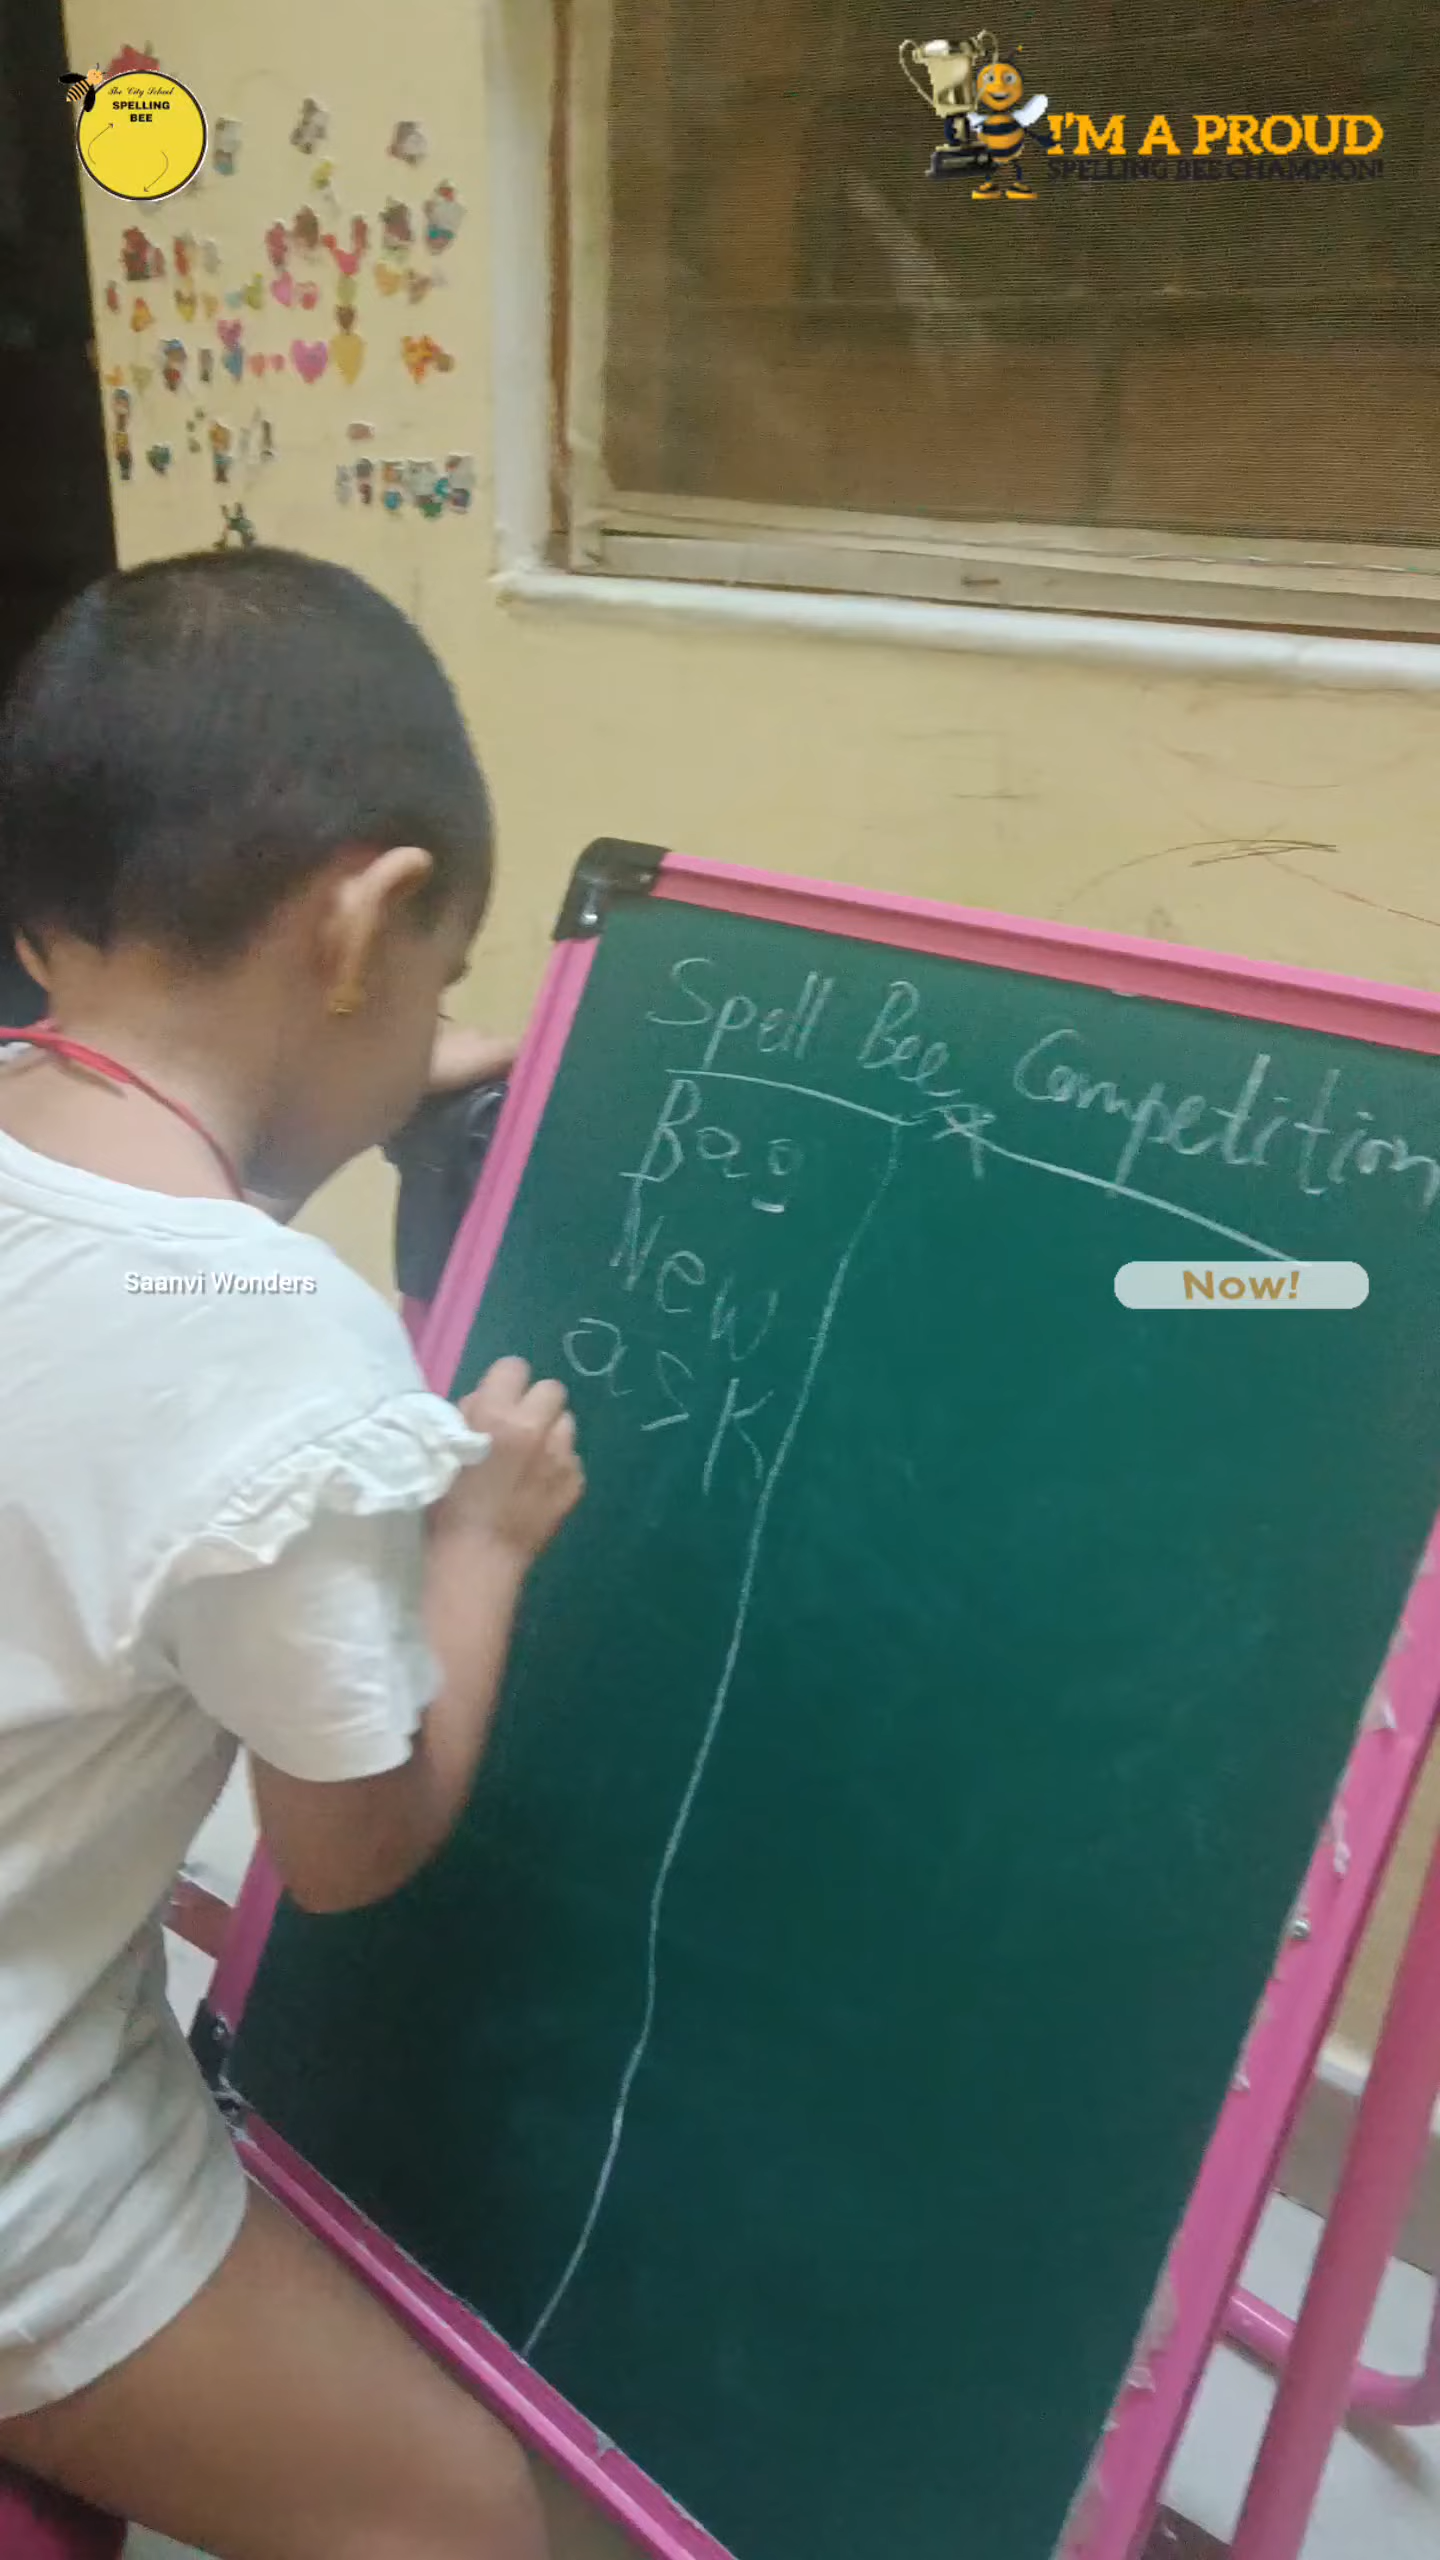 The City School
SPELLING
BEE
I'M A PROUD
SPELLING BEE CHAMPION!
Spell Bee Competition
Bag
New
ask
Saanvi Wonders
Now!